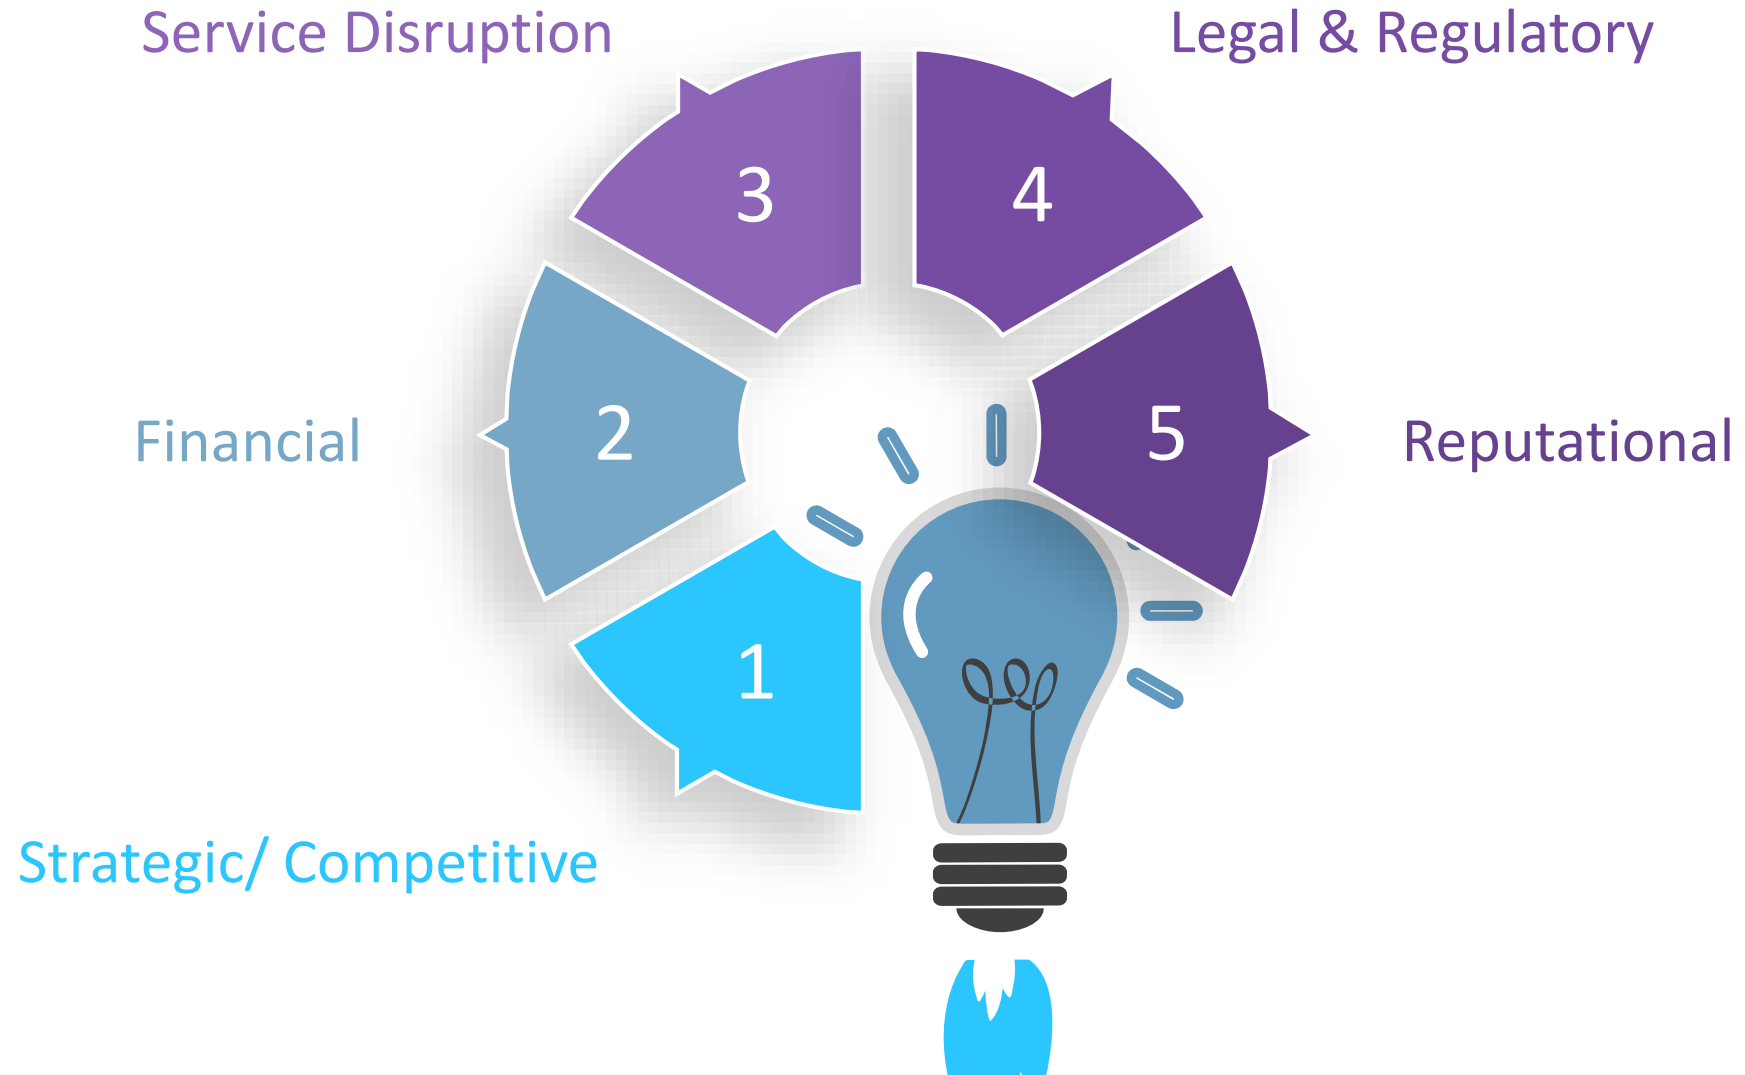 Service Disruption
Legal & Regulatory
3
4
Financial
2
5
Reputational
1
Strategic/ Competitive